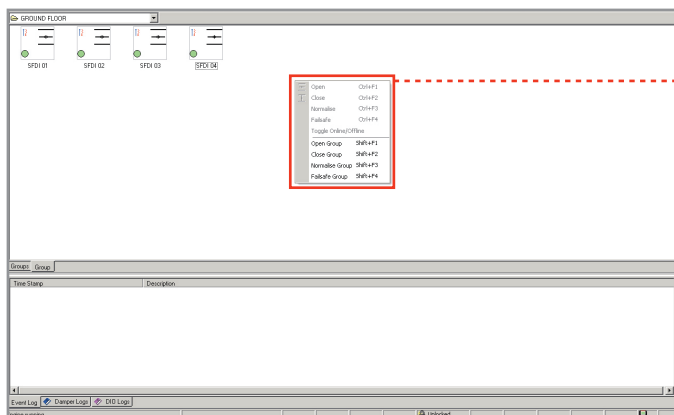 GROUND FLOOR
SFDI 01
SFDI 02
SFDI 03
SFDI 04
Open Ctrl+F1
Close Ctrl+F2
Normalise Ctrl+F3
Failsafe Ctrl+F4
Toggle Online/Offline
Open Group Shift+F1
Close Group Shift+F2
Normalise Group Shift+F3
Failsafe Group Shift+F4
Groups Group
Time Stamp Description
Event Log Damper Logs DIO Logs
Unlocked